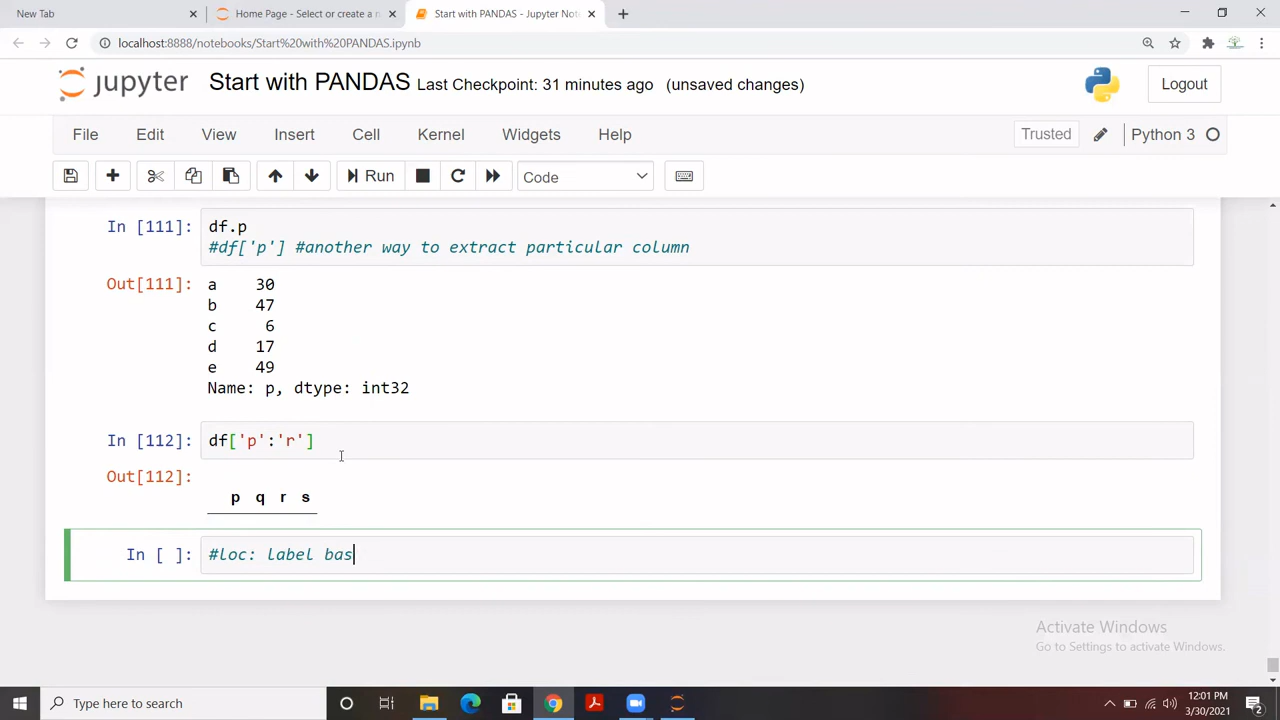 New Tab
Home Page - Select or create a n
Start with PANDAS - Jupyter Not
localhost:8888/notebooks/Start%20with%20PANDAS.ipynb
jupyter Start with PANDAS Last Checkpoint: 31 minutes ago (unsaved changes) Logout
File Edit View Insert Cell Kernel Widgets Help Trusted Python 3
Run Code
In [111]: df.p
#df['p'] #another way to extract particular column
Out[111]: a 30
b 47
c 6
d 17
e 49
Name: p, dtype: int32
In [112]: df['p':'r']
Out[112]:
p q r s
In [ ]: #loc: label bas
Activate Windows
Go to Settings to activate Windows.
Type here to search
12:01 PM
3/30/2021
2